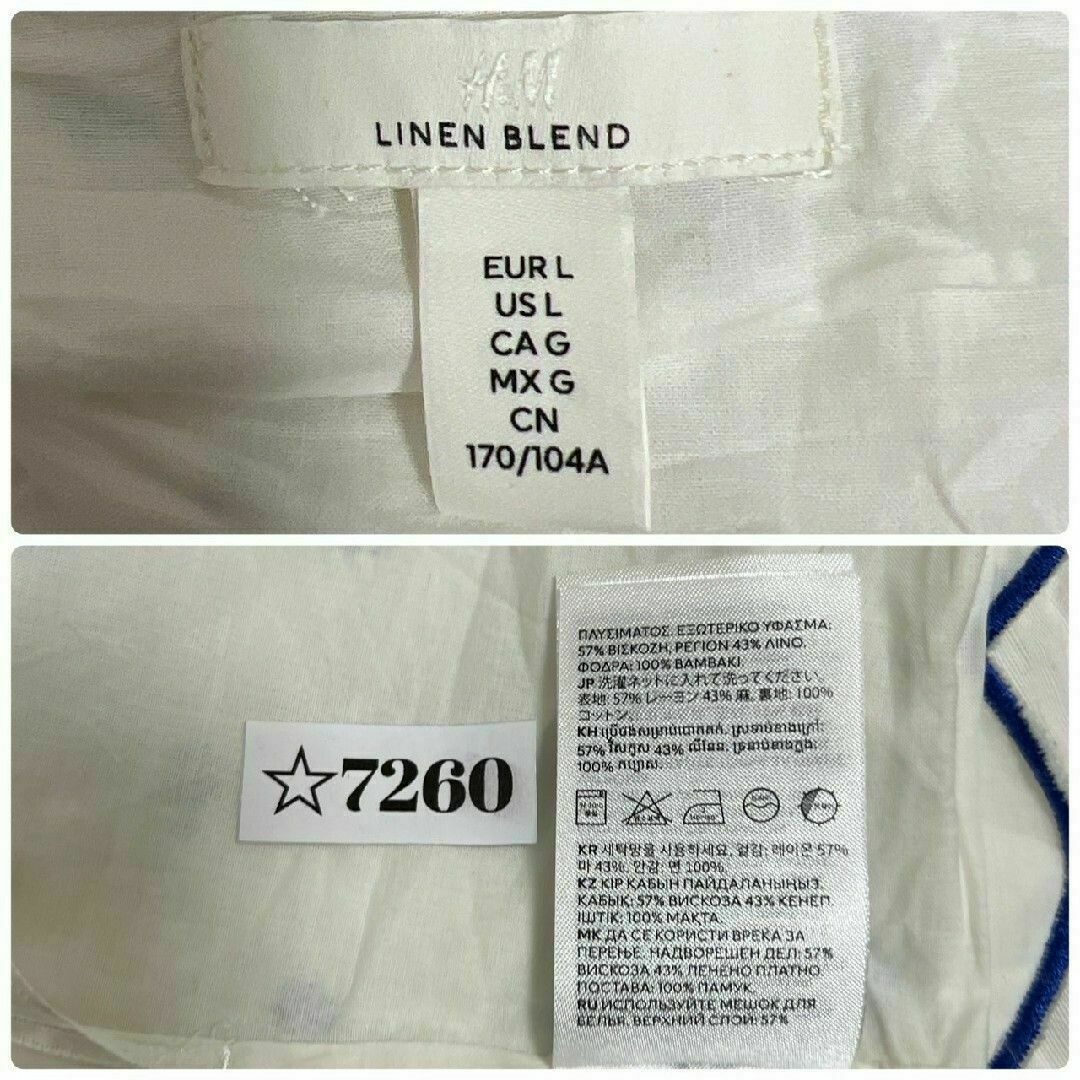 H&M
LINEN BLEND
EUR L
US L
CA G
MX G
CN
170/104A
☆7260
ΠΛΥΣΙΜΑΤΟΣ. ΕΞΩΤΕΡΙΚΟ ΥΦΑΣΜΑ:
57% ΒΙΣΚΟΖΗ, ΡΕΓΙΟΝ 43% ΛΙΝΟ.
ΦΟΔΡΑ: 100% ΒΑΜΒΑΚΙ.
JP 洗濯ネットに入れて洗ってください。
表地: 57% レーヨン 43% 麻. 裏地: 100%
コットン.
KH
57% 43%
100%
KR 세탁망을 사용하세요. 겉감: 레이온 57%
마 43%. 안감: 면 100%.
KZ КІР ҚАБЫН ПАЙДАЛАНЫҢЫЗ.
ҚАБЫҚ: 57% ВИСКОЗА 43% КЕНЕП.
ІШТІК: 100% МАҚТА.
MK ДА СЕ КОРИСТИ ВРЕЌА ЗА
ПЕРЕЊЕ. НАДВОРЕШЕН ДЕЛ: 57%
ВИСКОЗА 43% ЛЕНЕНО ПЛАТНО.
ПОСТАВА: 100% ПАМУК.
RU ИСПОЛЬЗУЙТЕ МЕШОК ДЛЯ
БЕЛЬЯ. ВЕРХНИЙ СЛОЙ: 57%